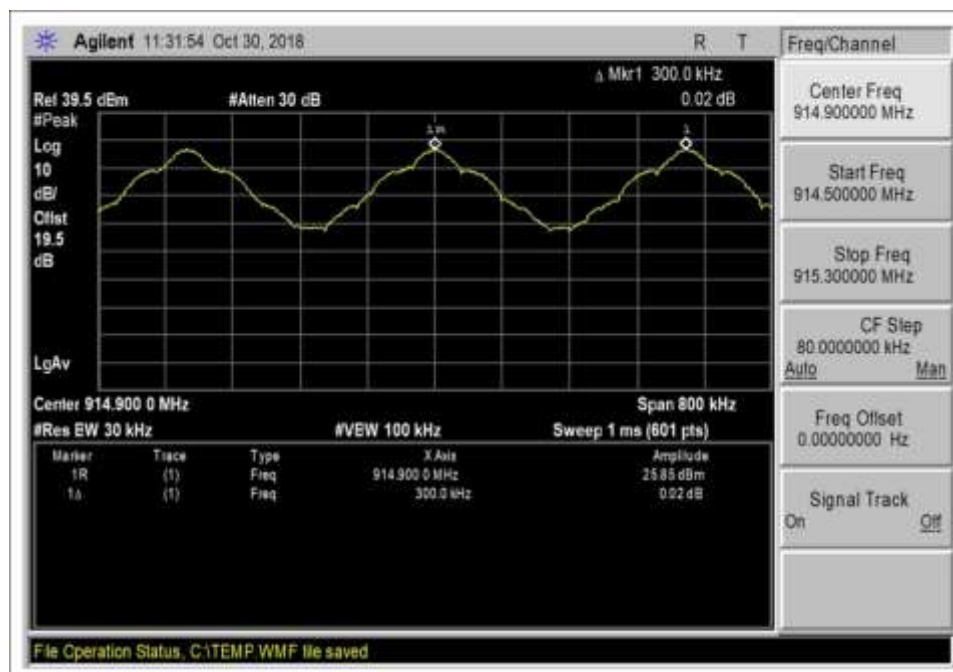 Agilent 11:31:54 Oct 30, 2018 R T
Freq/Channel
Δ Mkr1 300.0 kHz
Ref 39.5 dBm #Atten 30 dB 0.02 dB
#Peak
Log
10
dB/
Offst
19.5
dB
LgAv
Center 914.900 0 MHz Span 800 kHz
#Res BW 30 kHz #VBW 100 kHz Sweep 1 ms (601 pts)
Marker Trace Type X Axis Amplitude
1R (1) Freq 914.900 0 MHz 25.85 dBm
1Δ (1) Freq 300.0 kHz 0.02 dB
File Operation Status, C:\TEMP.WMF file saved
Center Freq
914.900000 MHz
Start Freq
914.500000 MHz
Stop Freq
915.300000 MHz
CF Step
80.0000000 kHz
Auto Man
Freq Offset
0.00000000 Hz
Signal Track
On Off